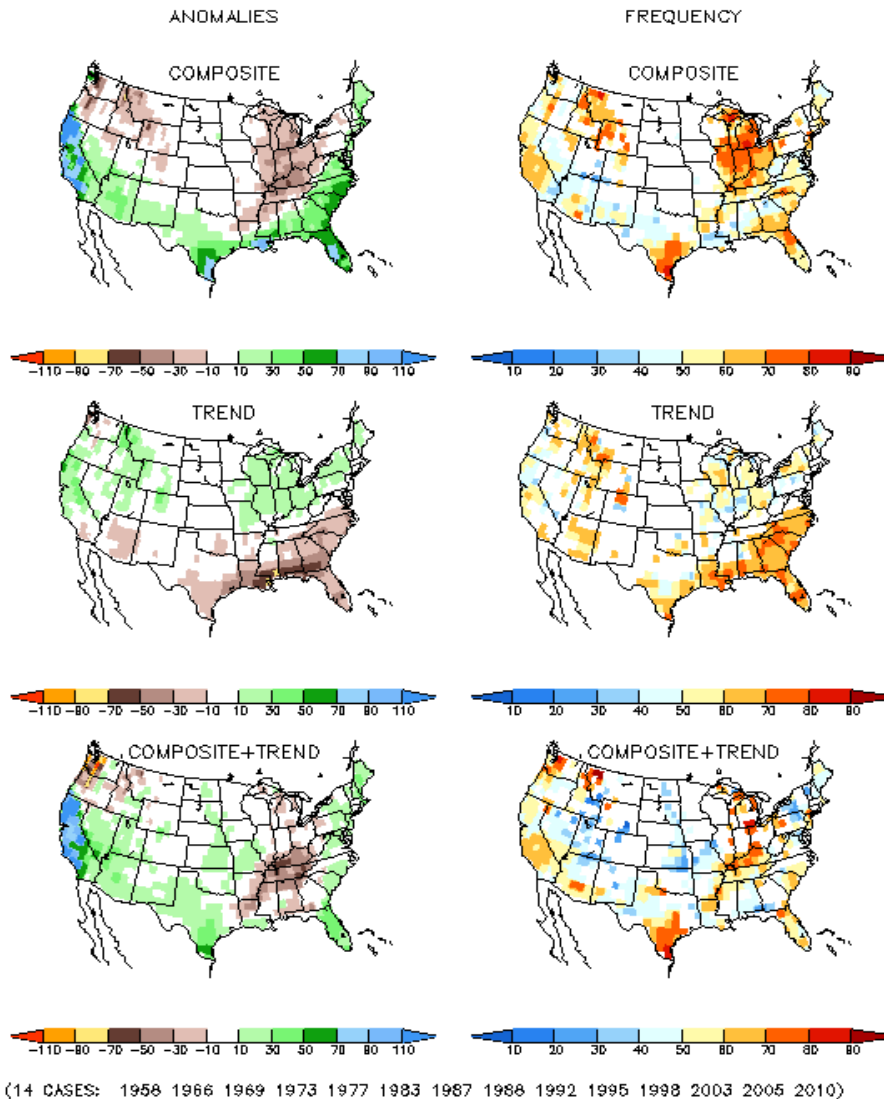 ANOMALIES FREQUENCY
COMPOSITE COMPOSITE
-110 -90 -70 -50 -30 -10 10 30 50 70 90 110 10 20 30 40 50 60 70 80 90
TREND TREND
-110 -90 -70 -50 -30 -10 10 30 50 70 90 110 10 20 30 40 50 60 70 80 90
COMPOSITE+TREND COMPOSITE+TREND
-110 -90 -70 -50 -30 -10 10 30 50 70 90 110 10 20 30 40 50 60 70 80 90
(14 CASES: 1958 1966 1969 1973 1977 1983 1987 1988 1992 1995 1998 2003 2005 2010)